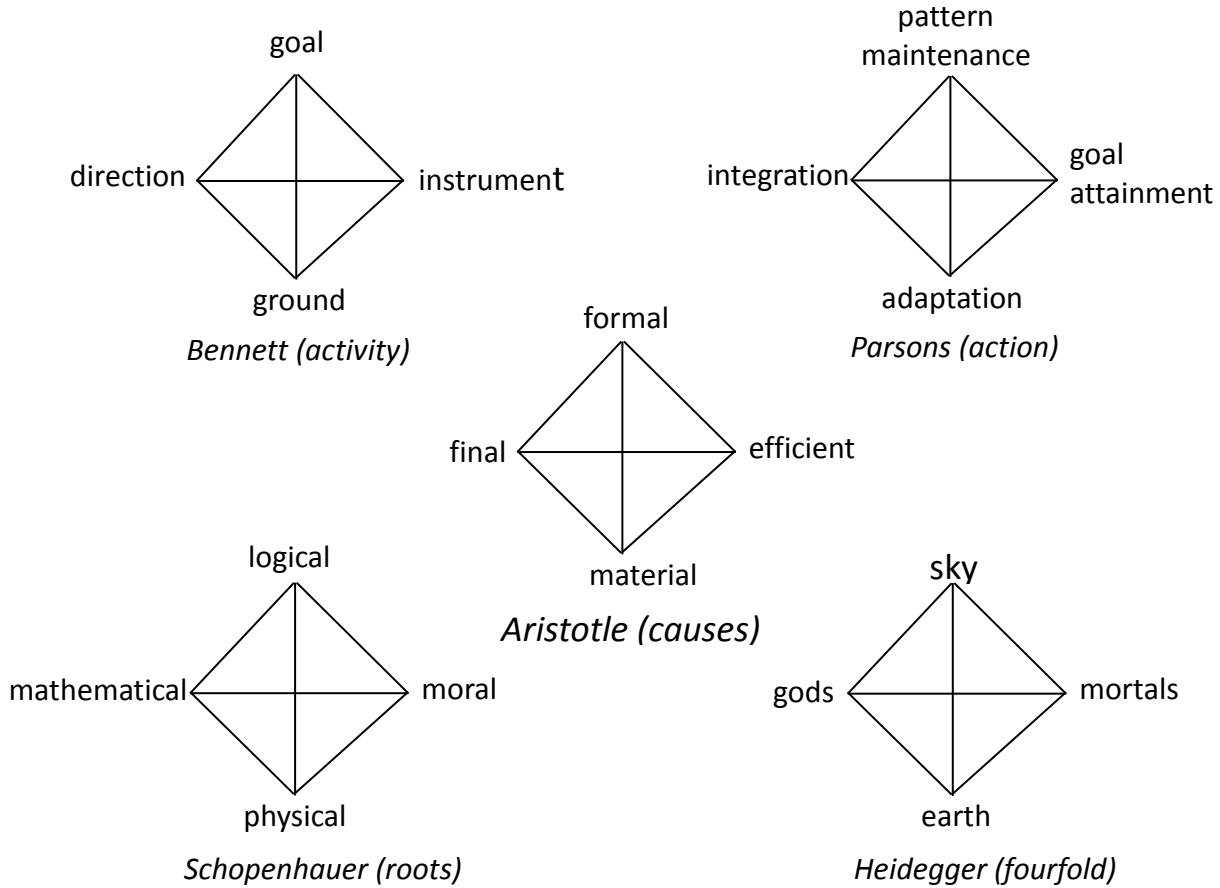 goal
direction
instrument
ground
Bennett (activity)
pattern
maintenance
integration
goal
attainment
adaptation
Parsons (action)
formal
final
efficient
material
Aristotle (causes)
logical
mathematical
moral
physical
Schopenhauer (roots)
sky
gods
mortals
earth
Heidegger (fourfold)